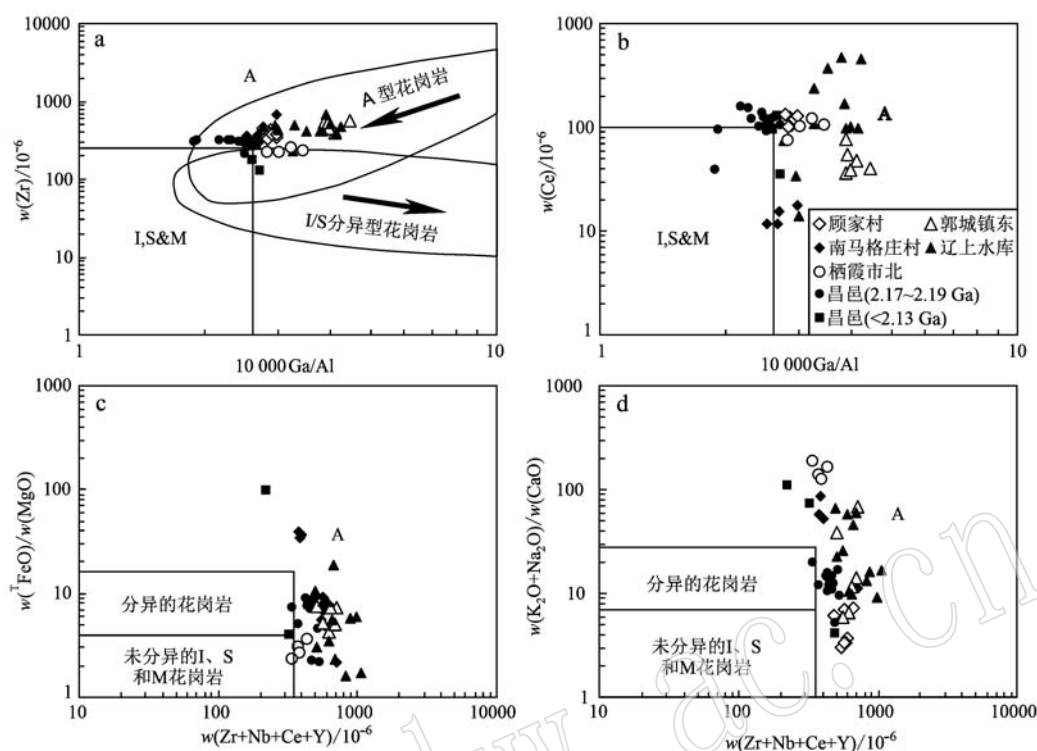 a
10000
1000
100
10
1
w(Zr)/10⁻⁶
A
A 型花岗岩
I/S分异型花岗岩
I,S&M
1
10 000Ga/Al
10
b
1000
100
10
1
w(Ce)/10⁻⁶
A
I,S&M
顾家村
郭城镇东
南马格庄村
辽上水库
栖霞市北
昌邑(2.17~2.19 Ga)
昌邑(<2.13 Ga)
1
10 000Ga/Al
10
c
1000
100
10
1
w(ᵀFeO)/w(MgO)
A
分异的花岗岩
未分异的I、S
和M花岗岩
10
100
1000
10000
w(Zr+Nb+Ce+Y)/10⁻⁶
d
1000
100
10
1
w(K₂O+Na₂O)/w(CaO)
A
分异的花岗岩
未分异的I、S
和M花岗岩
10
100
1000
10000
w(Zr+Nb+Ce+Y)/10⁻⁶